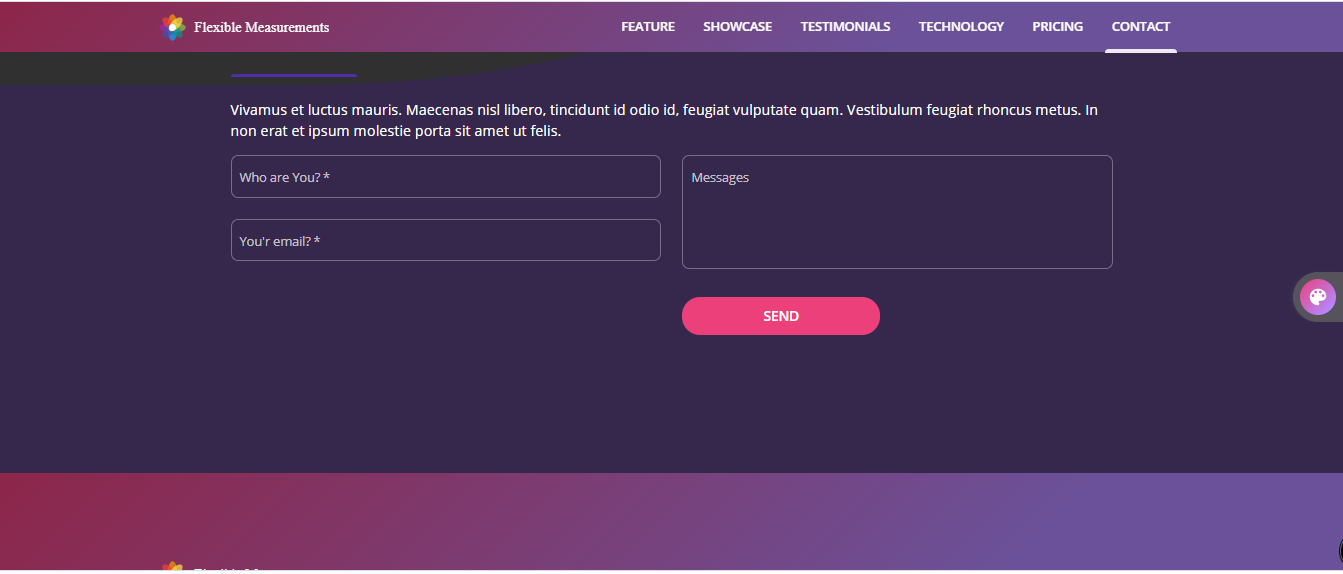 Flexible Measurements
FEATURE SHOWCASE TESTIMONIALS TECHNOLOGY PRICING CONTACT
Vivamus et luctus mauris. Maecenas nisl libero, tincidunt id odio id, feugiat vulputate quam. Vestibulum feugiat rhoncus metus. In
non erat et ipsum molestie porta sit amet ut felis.
Who are You? *
Messages
You'r email? *
SEND